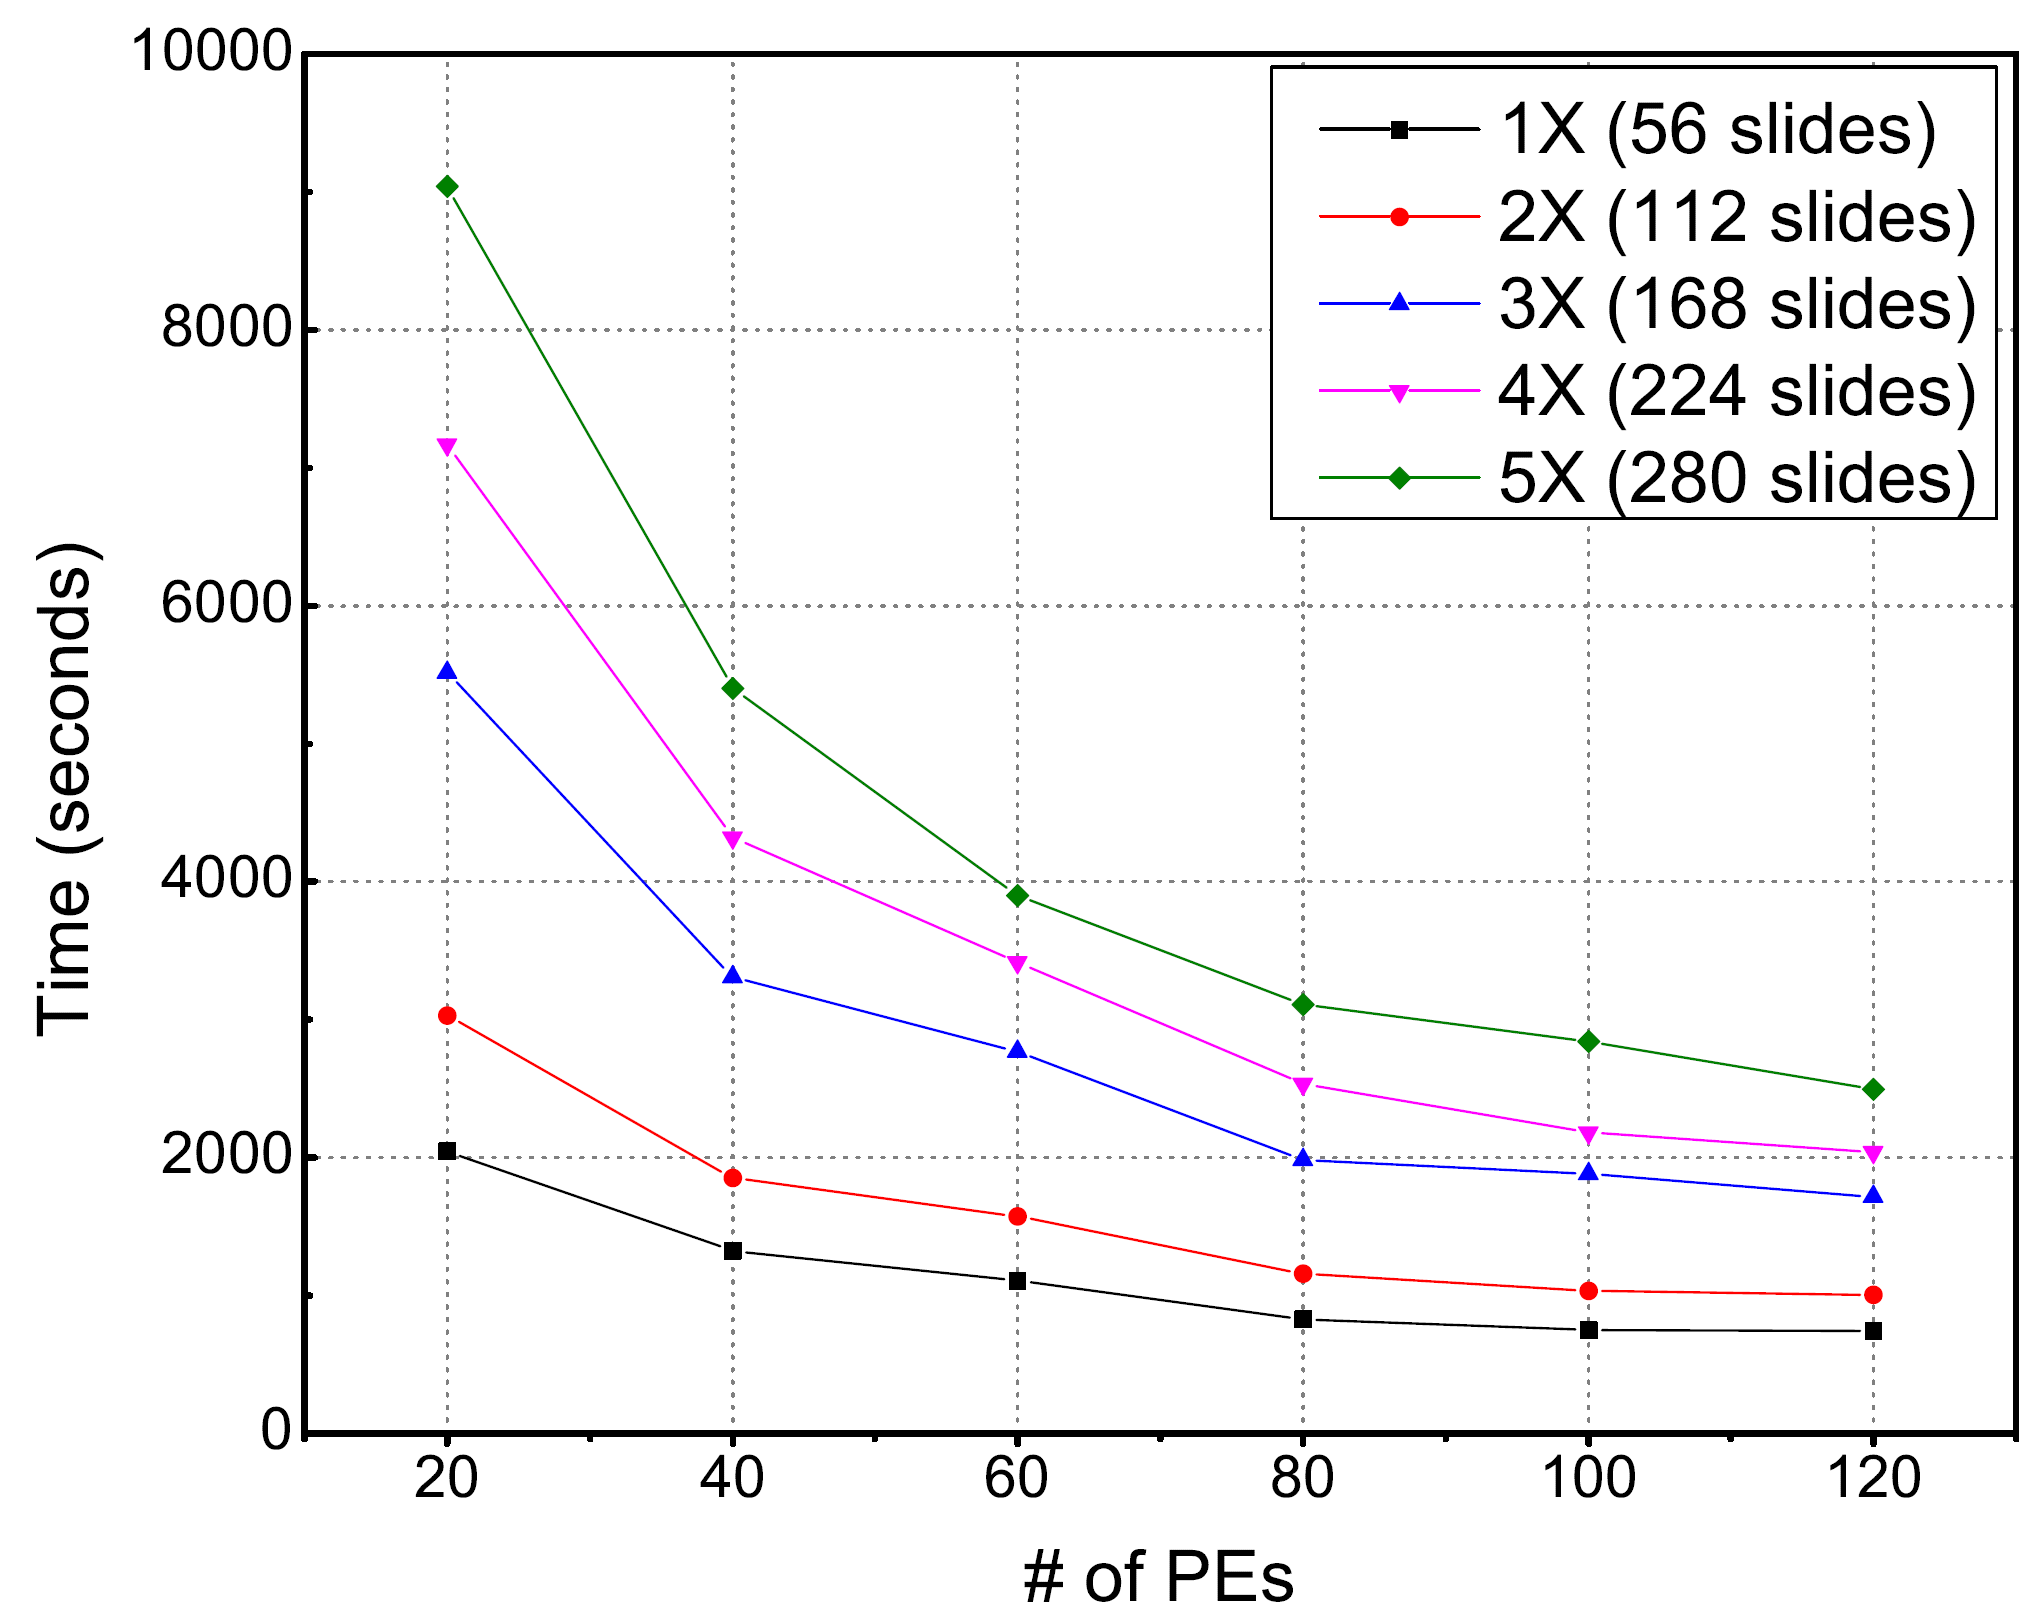 10000
8000
6000
4000
2000
0
Time (seconds)
1X (56 slides)
2X (112 slides)
3X (168 slides)
4X (224 slides)
5X (280 slides)
20 40 60 80 100 120
# of PEs